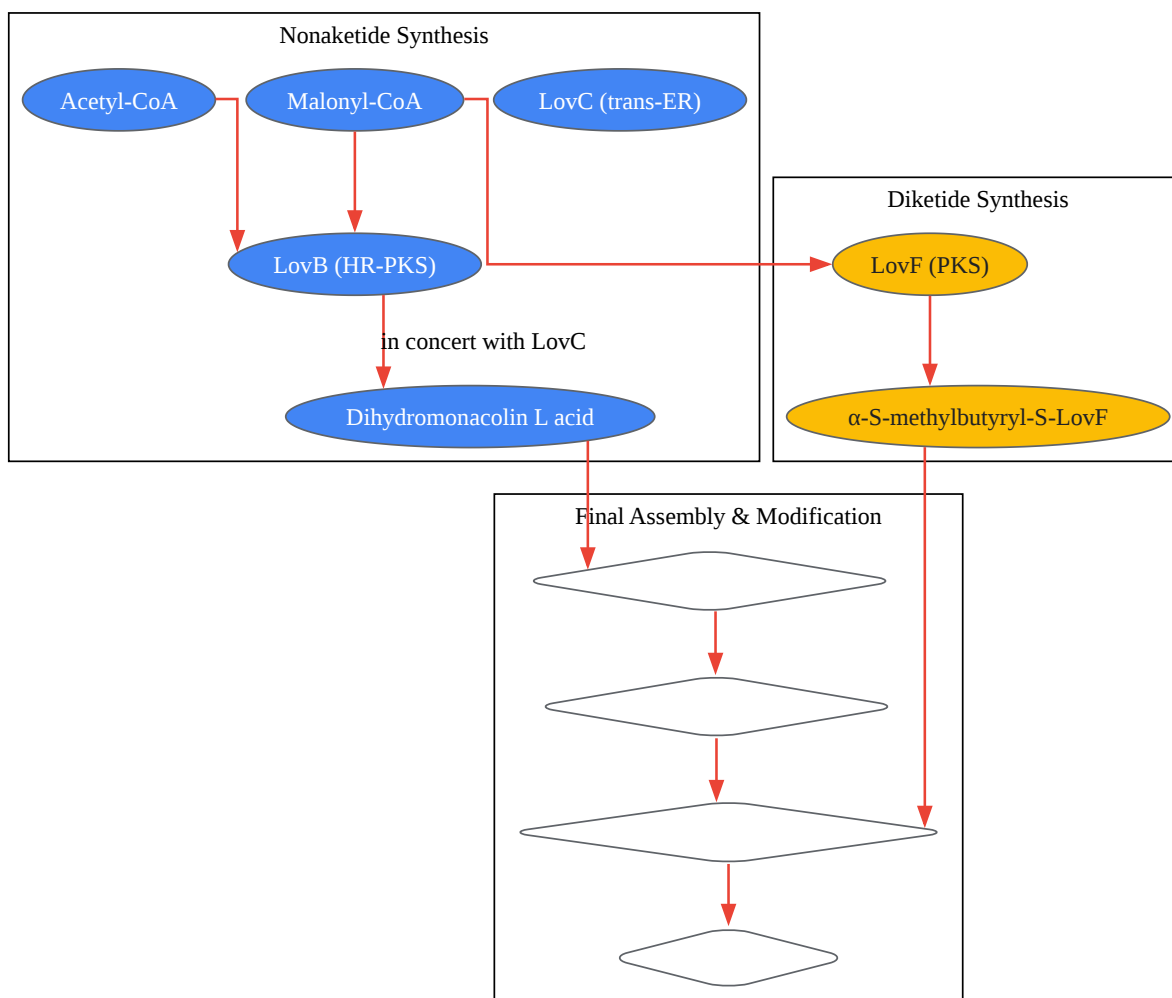 Nonaketide Synthesis
Acetyl-CoA
Malonyl-CoA
LovC (trans-ER)
Diketide Synthesis
LovB (HR-PKS)
LovF (PKS)
in concert with LovC
Dihydromonacolin L acid
α-S-methylbutyryl-S-LovF
Final Assembly & Modification